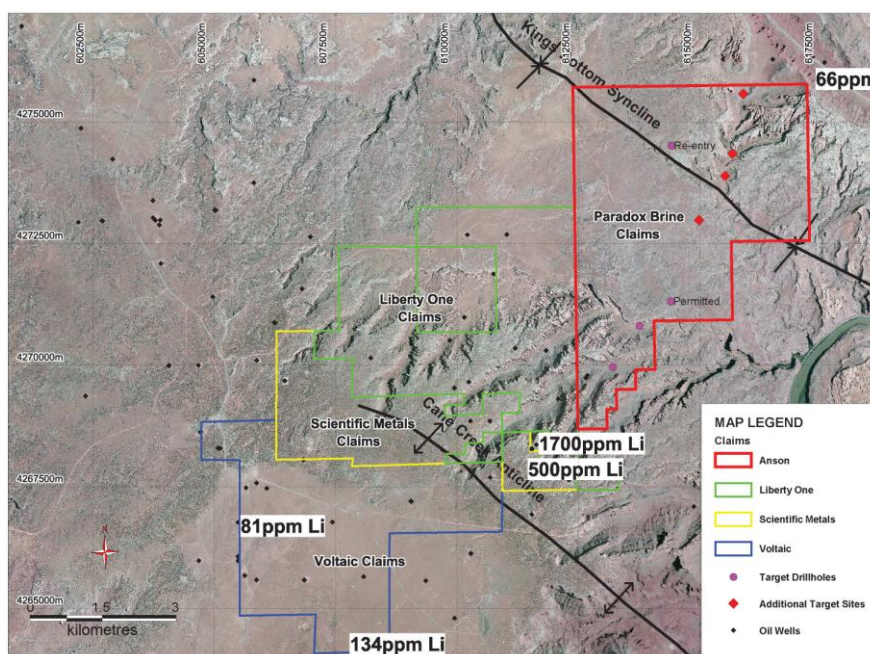 602500m
605000m
607500m
610000m
612500m
615000m
617500m
Kings Bottom Syncline
66ppm
4275000m
Re-entry
Paradox Brine
Claims
4272500m
Liberty One
Claims
Permitted
4270000m
Scientific Metals
Claims
Cane Creek Anticline
1700ppm Li
500ppm Li
4267500m
81ppm Li
Voltaic Claims
N
4265000m
0 1.5 3
kilometres
134ppm Li
MAP LEGEND
Claims
Anson
Liberty One
Scientific Metals
Voltaic
Target Drillholes
Additional Target Sites
Oil Wells